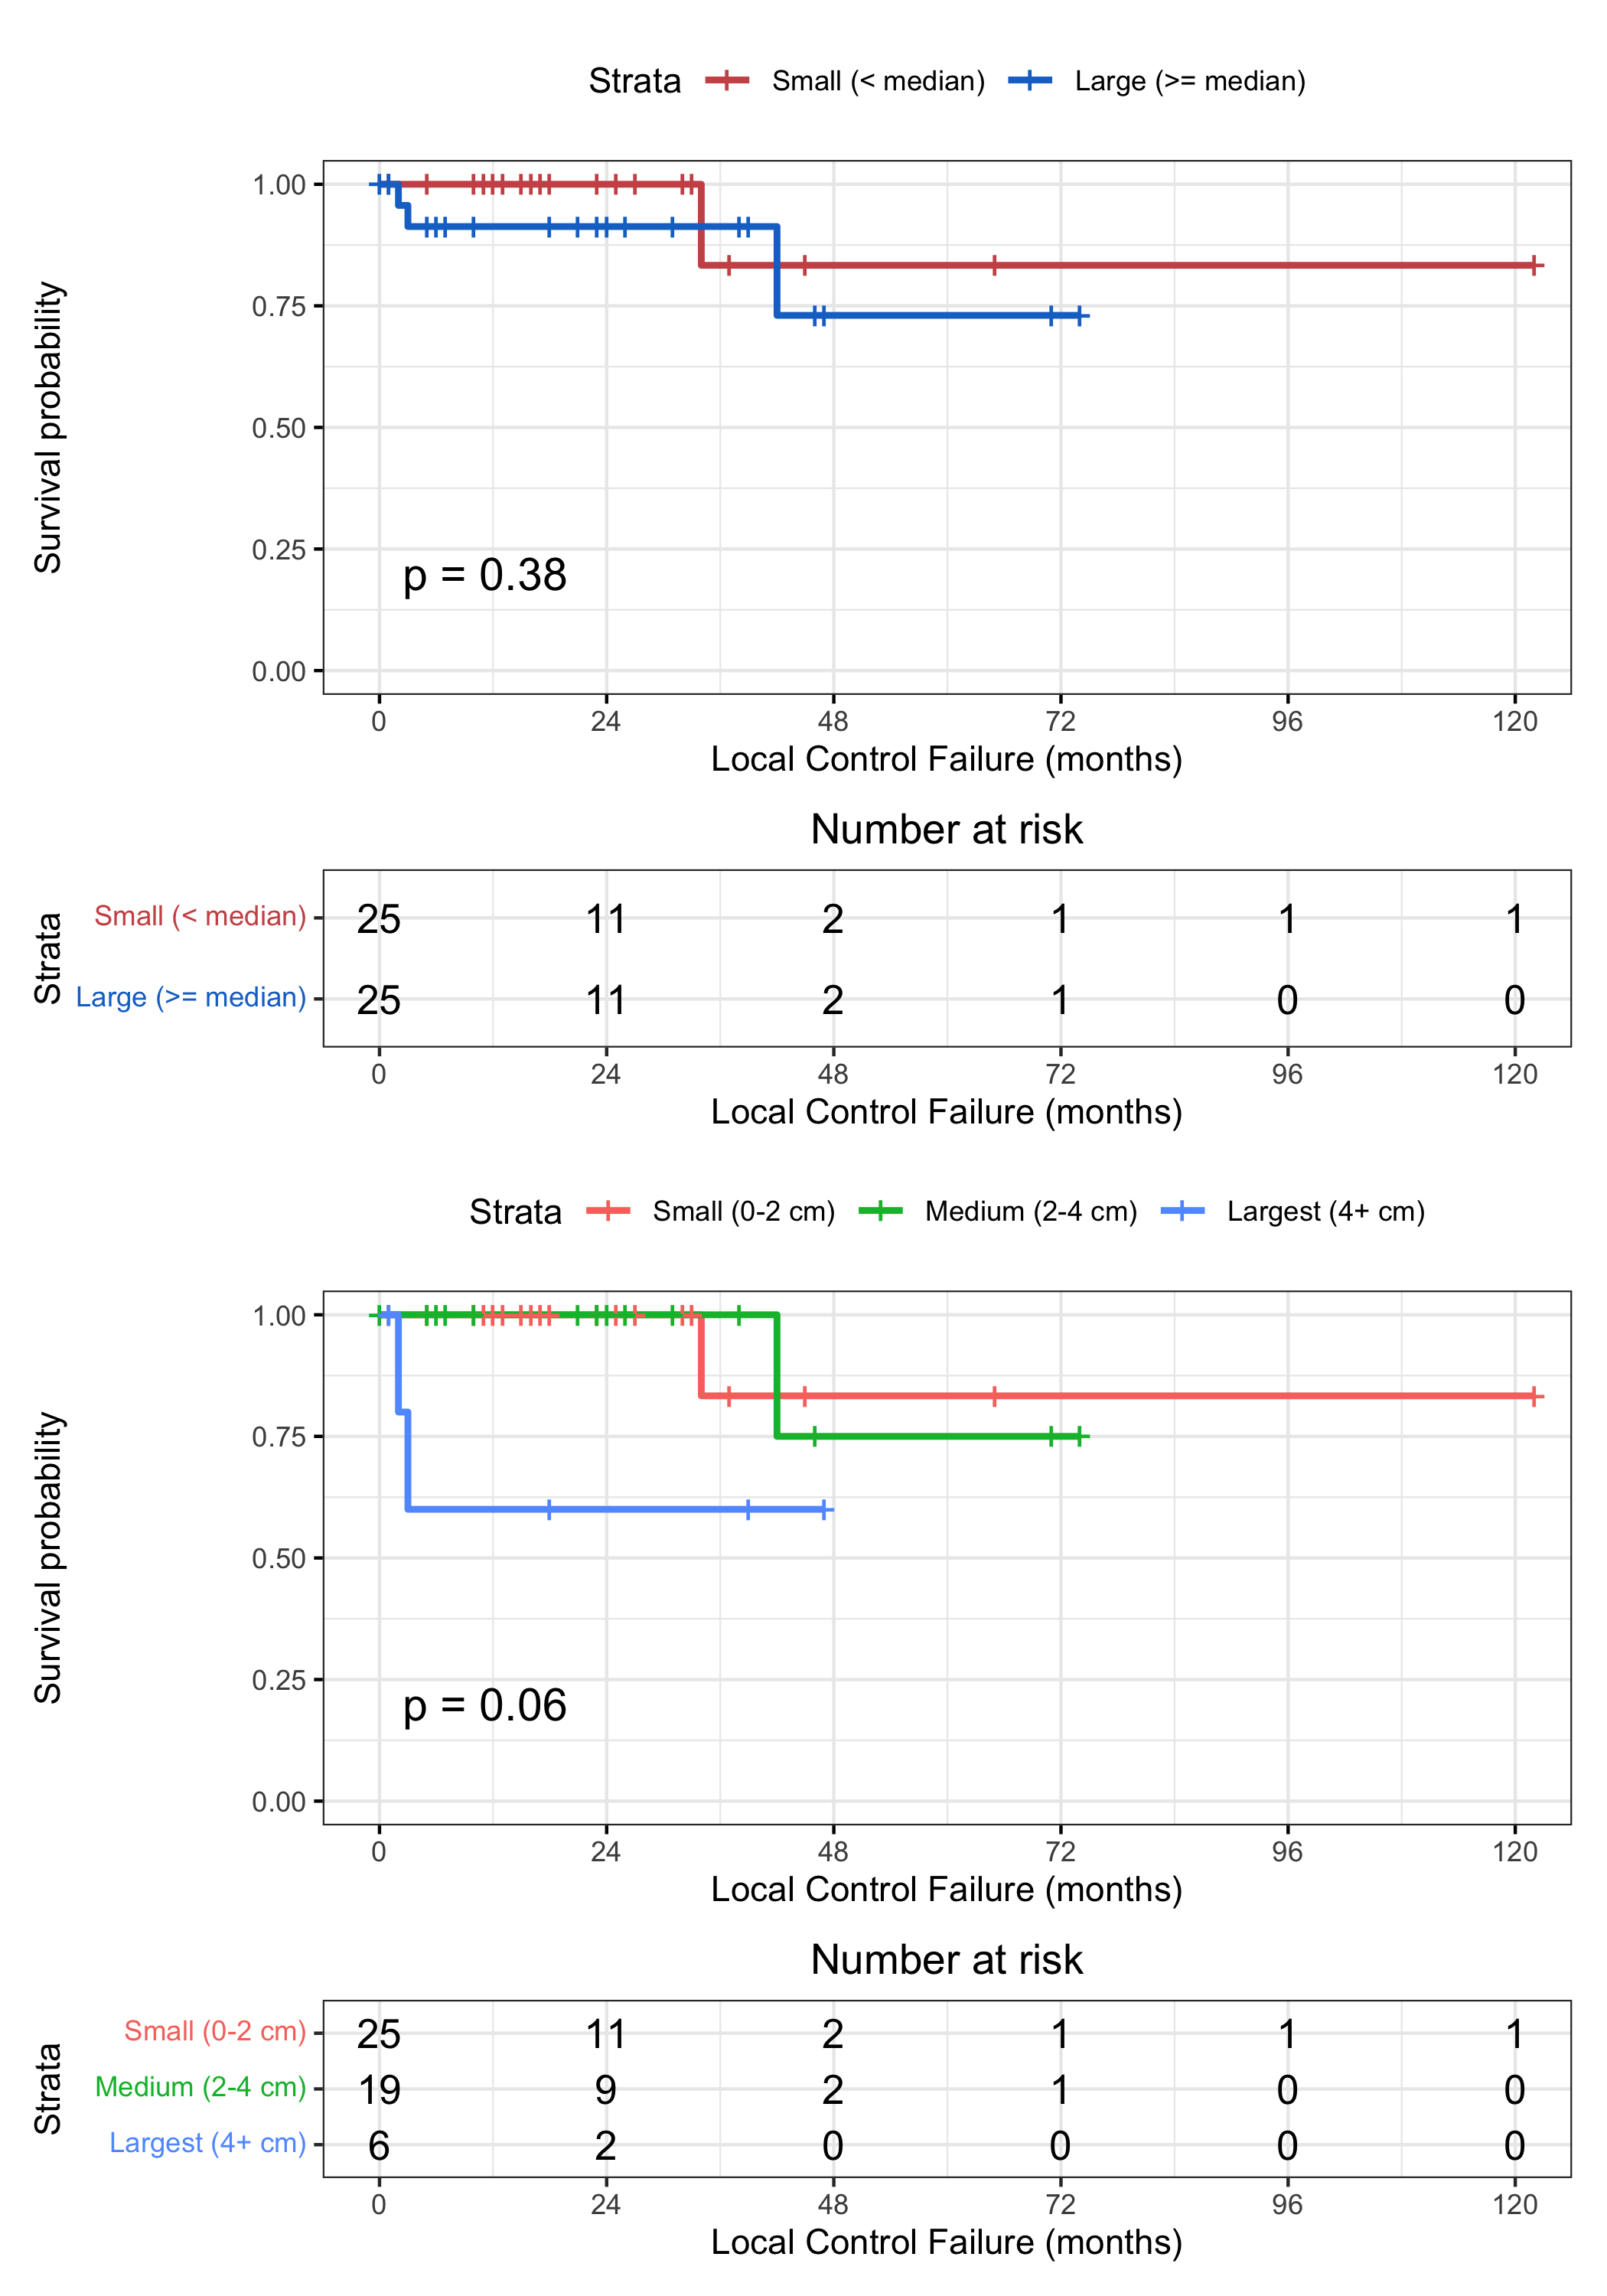 Strata Small (< median) Large (>= median)
Survival probability
1.00
0.75
0.50
0.25
0.00
p = 0.38
0 24 48 72 96 120
Local Control Failure (months)
Number at risk
Strata
Small (< median) 25 11 2 1 1 1
Large (>= median) 25 11 2 1 0 0
0 24 48 72 96 120
Local Control Failure (months)
Strata Small (0-2 cm) Medium (2-4 cm) Largest (4+ cm)
Survival probability
1.00
0.75
0.50
0.25
0.00
p = 0.06
0 24 48 72 96 120
Local Control Failure (months)
Number at risk
Strata
Small (0-2 cm) 25 11 2 1 1 1
Medium (2-4 cm) 19 9 2 1 0 0
Largest (4+ cm) 6 2 0 0 0 0
0 24 48 72 96 120
Local Control Failure (months)